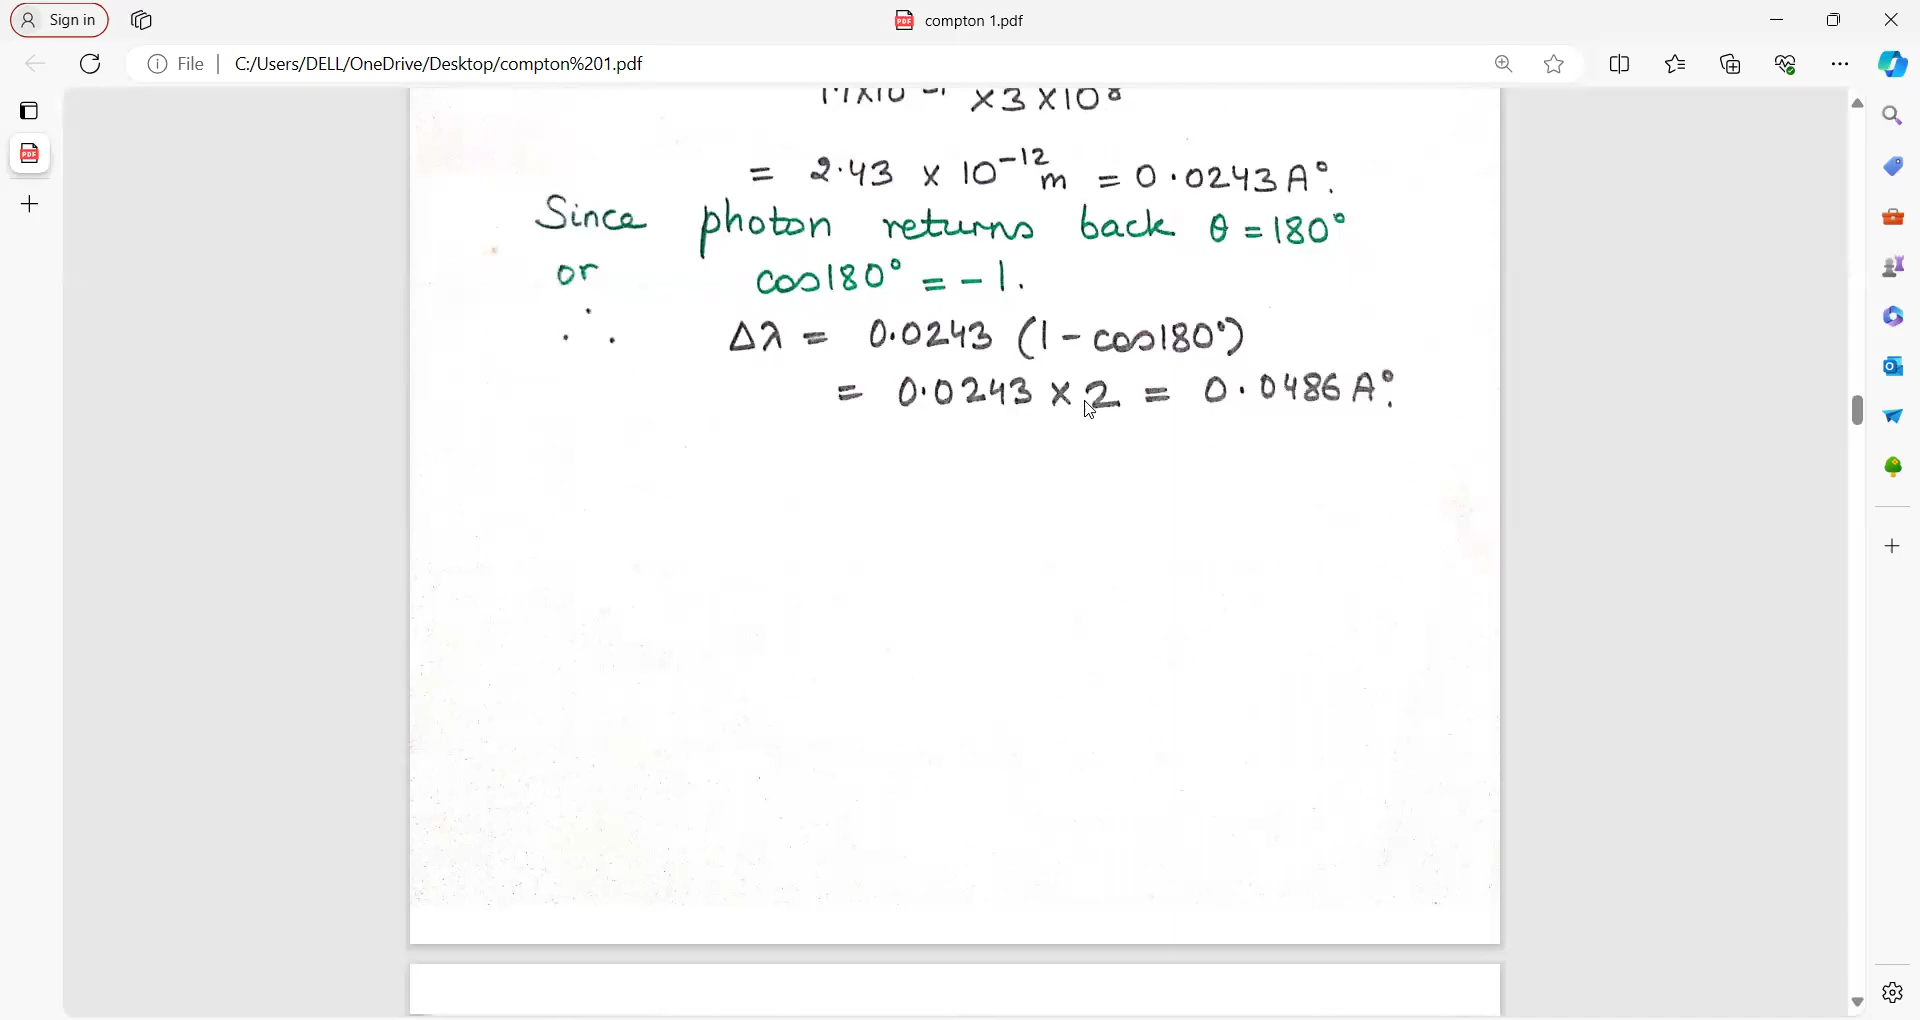 Sign in
compton 1.pdf
File
C:/Users/DELL/OneDrive/Desktop/compton%201.pdf
×3×10⁸
= 2.43 × 10⁻¹² m = 0.0243 A°.
Since photon returns back θ = 180°
or cos180° = -1.
∴ Δλ = 0.0243 (1 - cos180°)
= 0.0243 × 2 = 0.0486 A°.